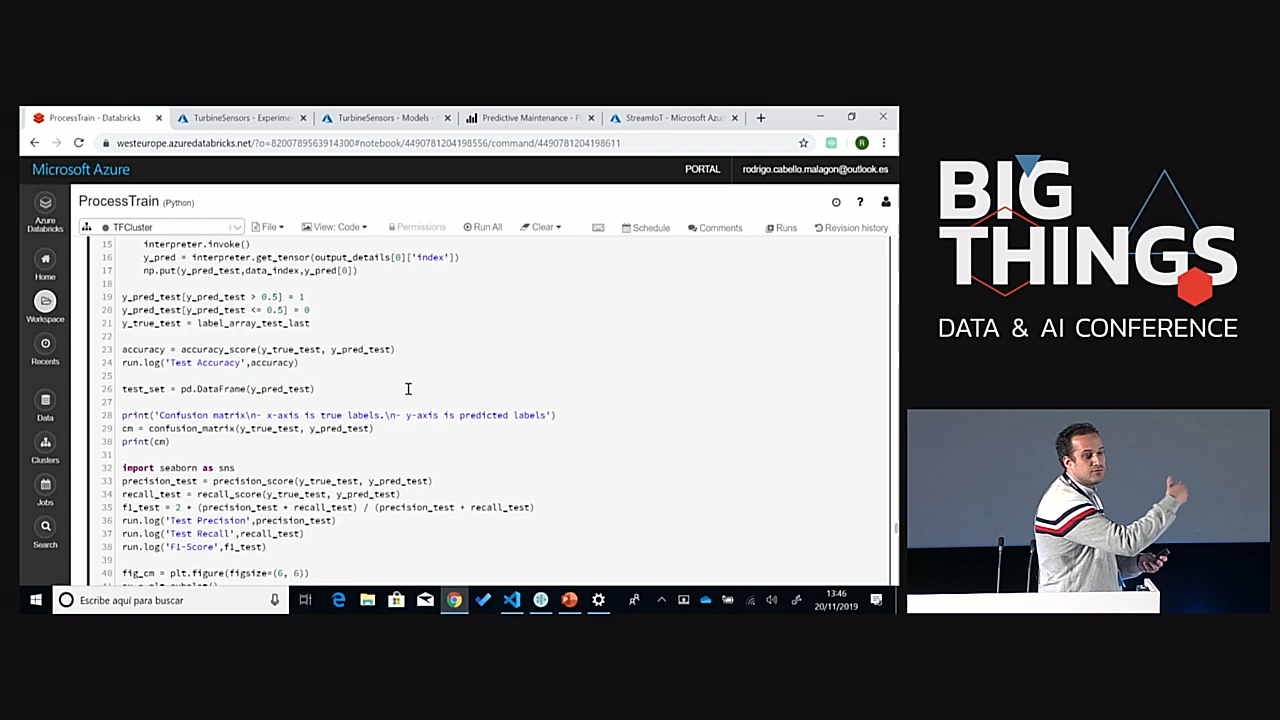 ProcessTrain - Databricks
TurbineSensors - Experime
TurbineSensors - Models -
Predictive Maintenance - P
StreamIoT - Microsoft Azu
westeurope.azuredatabricks.net/?o=8200789563914300#notebook/4490781204198556/command/4490781204198611
R
Microsoft Azure
PORTAL
rodrigo.cabello.malagon@outlook.es
Azure
Databricks
Home
Workspace
Recents
Data
Clusters
Jobs
Search
ProcessTrain (Python)
TFCluster
File
View: Code
Permissions
Run All
Clear
Schedule
Comments
Runs
Revision history
15 interpreter.invoke()
16 y_pred = interpreter.get_tensor(output_details[0]['index'])
17 np.put(y_pred_test,data_index,y_pred[0])
18
19 y_pred_test[y_pred_test > 0.5] = 1
20 y_pred_test[y_pred_test <= 0.5] = 0
21 y_true_test = label_array_test_last
22
23 accuracy = accuracy_score(y_true_test, y_pred_test)
24 run.log('Test Accuracy',accuracy)
25
26 test_set = pd.DataFrame(y_pred_test)
27
28 print('Confusion matrix\n- x-axis is true labels.\n- y-axis is predicted labels')
29 cm = confusion_matrix(y_true_test, y_pred_test)
30 print(cm)
31
32 import seaborn as sns
33 precision_test = precision_score(y_true_test, y_pred_test)
34 recall_test = recall_score(y_true_test, y_pred_test)
35 f1_test = 2 * (precision_test * recall_test) / (precision_test + recall_test)
36 run.log('Test Precision',precision_test)
37 run.log('Test Recall',recall_test)
38 run.log('F1-Score',f1_test)
39
40 fig_cm = plt.figure(figsize=(6, 6))
Escribe aquí para buscar
13:46
20/11/2019
BIG
THINGS
DATA & AI CONFERENCE